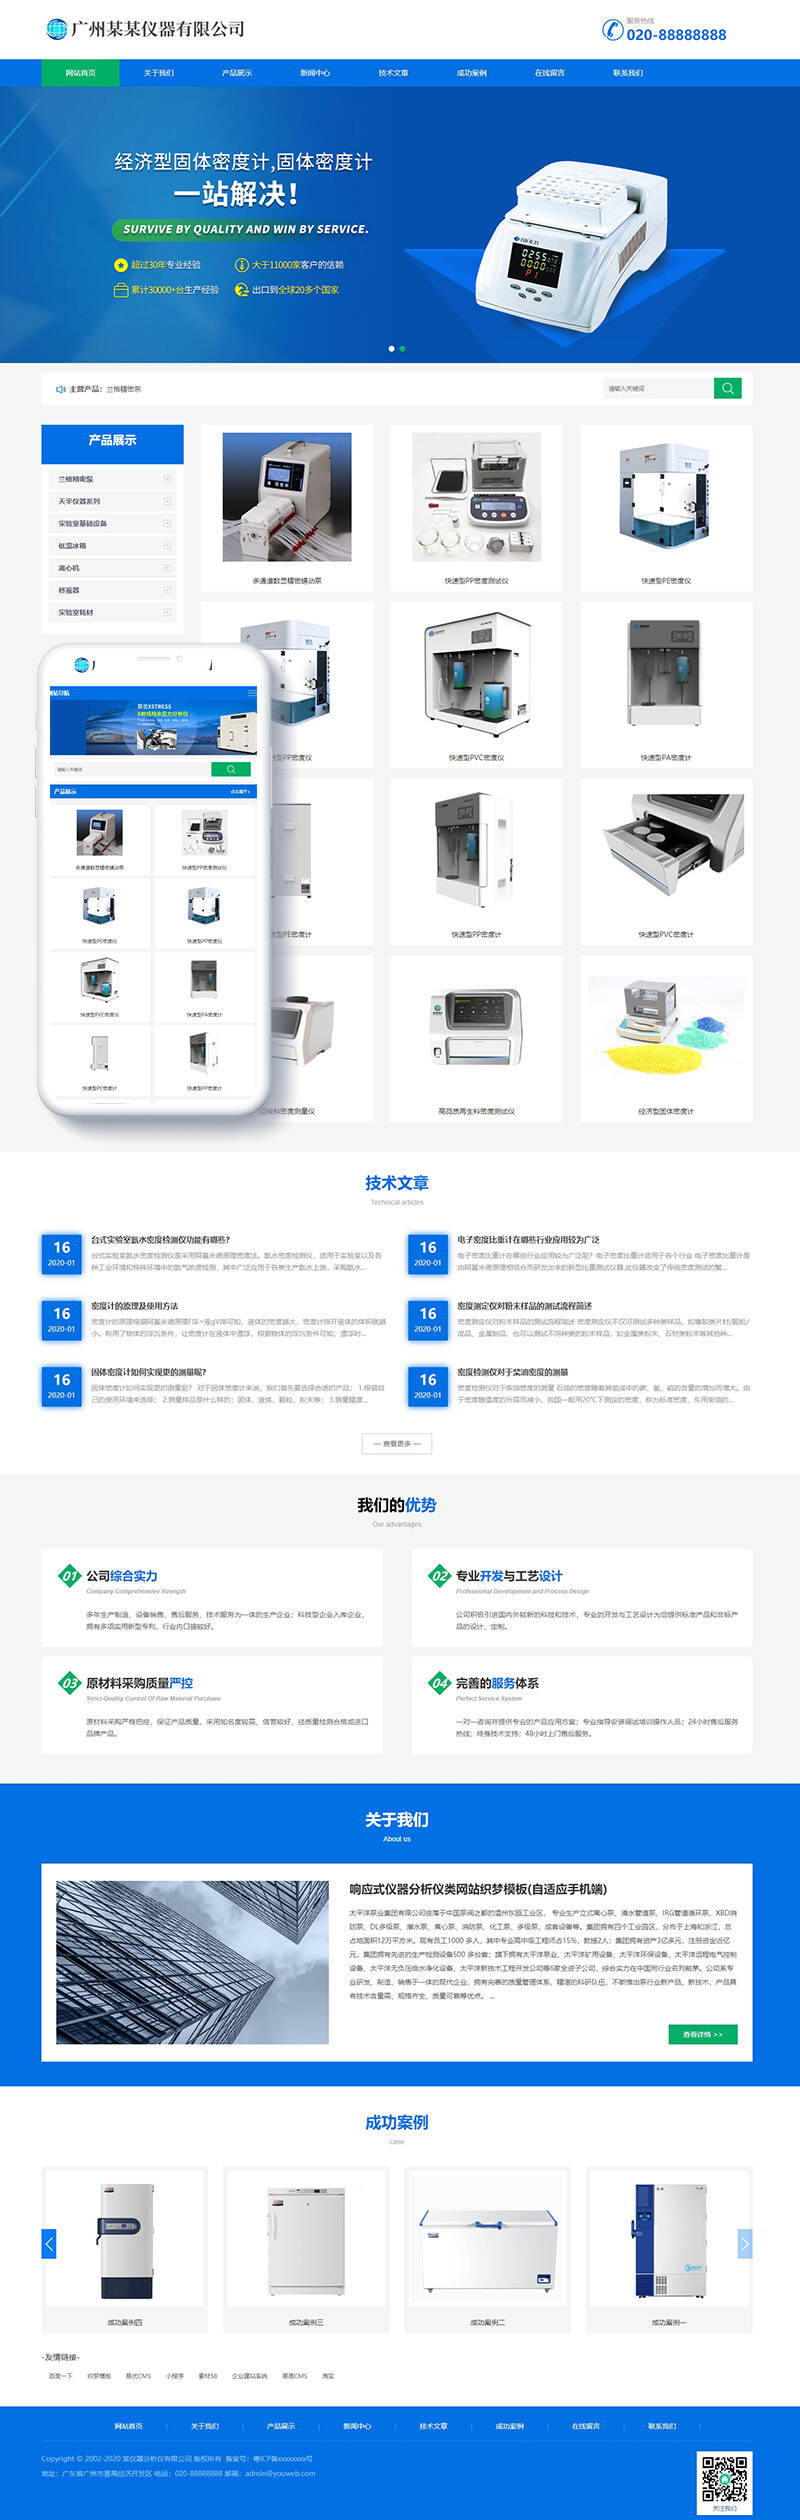 广州某某仪器有限公司
服务热线
020-88888888
网站首页 关于我们 产品展示 新闻中心 技术文章 成功案例 在线留言 联系我们
经济型固体密度计,固体密度计
一站解决!
SURVIVE BY QUALITY AND WIN BY SERVICE.
超过30年专业经验 大于11000家客户的信赖
累计30000+台生产经验 出口到全球20多个国家
主营产品: 兰格精密泵
请输入关键词
产品展示
兰格精密泵
天平仪器系列
实验室基础设备
低温冰箱
离心机
移液器
实验室耗材
多通道数显精密蠕动泵 快速型PP密度测试仪 快速型PE密度仪
型PP密度仪 快速型PVC密度仪 快速型PA密度计
型PE密度计 快速型PP密度计 快速型PVC密度计
料密度测量仪 高品质再生料密度测试仪 经济型固体密度计
网站导航
芬兰XSTRESS
X射线残余应力分析仪
请输入关键词
产品展示
多通道数显精密蠕动泵 快速型PP密度测试仪
快速型PE密度仪 快速型PP密度仪
快速型PVC密度仪 快速型PA密度计
快速型PE密度计 快速型PP密度计
技术文章
Technical articles
16
2020-01
台式实验室氨水密度检测仪功能有哪些?
台式实验室氨水密度检测仪是采用阿基米德原理密度法。氨水密度检测仪，适用于实验室以及各
种工业环境和特殊环境中的氨气浓度检测，其中广泛应用于各类生产氨水上游，采购氨水...
16
2020-01
电子密度比重计在哪些行业应用较为广泛
电子密度比重计在哪些行业应用较为广泛呢？电子密度比重计适用于各个行业 电子密度比重计是
由阿基米德原理相结合而研发出来的新型比重测试仪器.此仪器改变了传统密度测试的繁...
16
2020-01
密度计的原理及使用方法
密度计的原理根据阿基米德原理F浮=液gV排可知，液体的密度越大，密度计排开液体的体积就越
小。利用了物体的浮沉条件，让密度计在液体中漂浮，根据物体的浮沉条件可知，漂浮时...
16
2020-01
密度测定仪对粉末样品的测试流程简述
密度测定仪对粉末样品的测试流程简述 密度测定仪不仅可测试多种类样品，如橡胶类片材/颗粒/
成品、金属制品，也可以测试不同种类的粉末样品，如金属类粉末、石材类粉末等其他种...
16
2020-01
固体密度计如何实现更的测量呢?
固体密度计如何实现更的测量呢？ 对于固体密度计来说，我们首先要选择合适的产品； 1.根据自
己的使用环境来选择； 2.测量样品是什么样的：固体、液体、颗粒、粉末等； 3.测量精度...
16
2020-01
密度检测仪对于柴油密度的测量
密度检测仪对于柴油密度的测量 石油的密度随着其组成中的碳、氧、硫的含量的增加而增大。由
于密度随温度的升高而减小，我国一般用20℃下测定的密度，称为标准密度，车用柴油的...
— 查看更多 —
我们的优势
Our advantages
01 公司综合实力
Company Comprehensive Strength
多年生产制造、设备销售、售后服务、技术服务为一体的生产企业；科技型企业入库企业，
拥有多项实用新型专利，行业内口碑较好。
02 专业开发与工艺设计
Professional Development and Process Design
公司积极引进国内外较新的科技和技术，专业的开发与工艺设计为您提供标准产品和非标产
品的设计、定制。
03 原材料采购质量严控
Strict Quality Control Of Raw Material Purchase
原材料采购严格把控，保证产品质量，采用知名度较高、信誉较好、经质量检测合格或进口
品牌产品。
04 完善的服务体系
Perfect Service System
一对一咨询并提供专业的产品应用方案；专业指导安装调试培训操作人员；24小时售后服务
热线；终身技术支持；48小时上门售后服务。
关于我们
About us
响应式仪器分析仪类网站织梦模板(自适应手机端)
太平洋泵业集团有限公司座落于中国泵阀之都的温州东瓯工业区， 专业生产立式离心泵、清水管道泵、IRG管道循环泵、XBD消
防泵、DL多级泵、潜水泵、离心泵、消防泵、化工泵、多级泵，成套设备等。集团拥有四个工业园区，分布于上海和浙江，总
占地面积12万平方米。现有员工1000 多人，其中专业高中级工程师占15%，教授2人；集团拥有资产3亿多元，注册资金近亿
元，集团拥有先进的生产检测设备500 多台套；旗下拥有太平洋泵业、太平洋矿用设备、太平洋环保设备、太平洋远程电气控制
设备、太平洋无负压给水净化设备、太平洋新技术工程开发公司等6家全资子公司，综合实力在中国同行业名列前茅。公司系专
业研发、制造、销售于一体的现代企业，拥有完善的质量管理体系，精湛的科研队伍，不断推出泵行业新产品、新技术，产品具
有技术含量高、规格齐全、质量可靠等优点。 ...
查看详情 >>
成功案例
case
成功案例四 成功案例三 成功案例二 成功案例一
-友情链接-
百度一下 织梦模板 易优CMS 小程序 素材58 企业建站系统 易居CMS 淘宝
网站首页 关于我们 产品展示 新闻中心 技术文章 成功案例 在线留言 联系我们
Copyright © 2002-2020 某仪器分析仪有限公司 版权所有 备案号：粤ICP备xxxxxxxx号
地址：广东省广州市番禺经济开发区 电话：020-88888888 邮箱：admin@youweb.com
关注我们